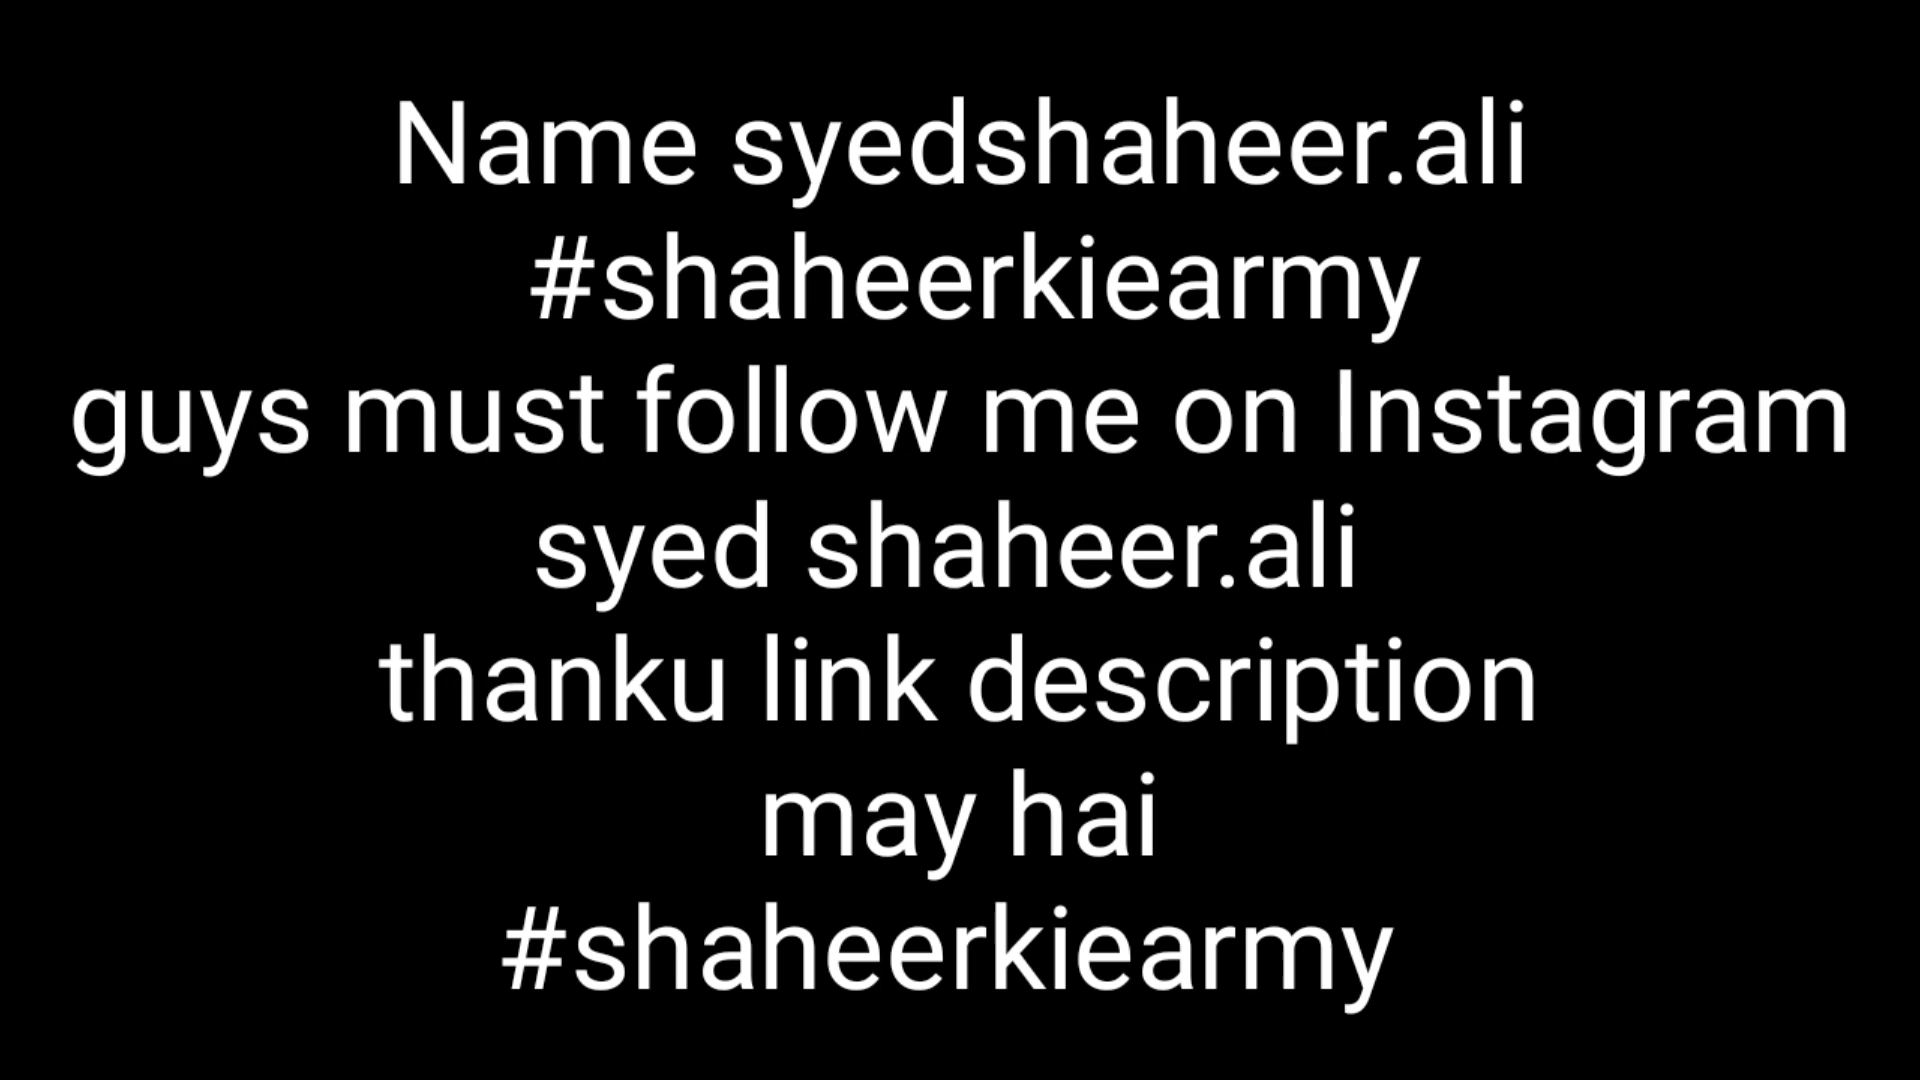 Name syedshaheer.ali
#shaheerkiearmy
guys must follow me on Instagram
syed shaheer.ali
thanku link description
may hai
#shaheerkiearmy